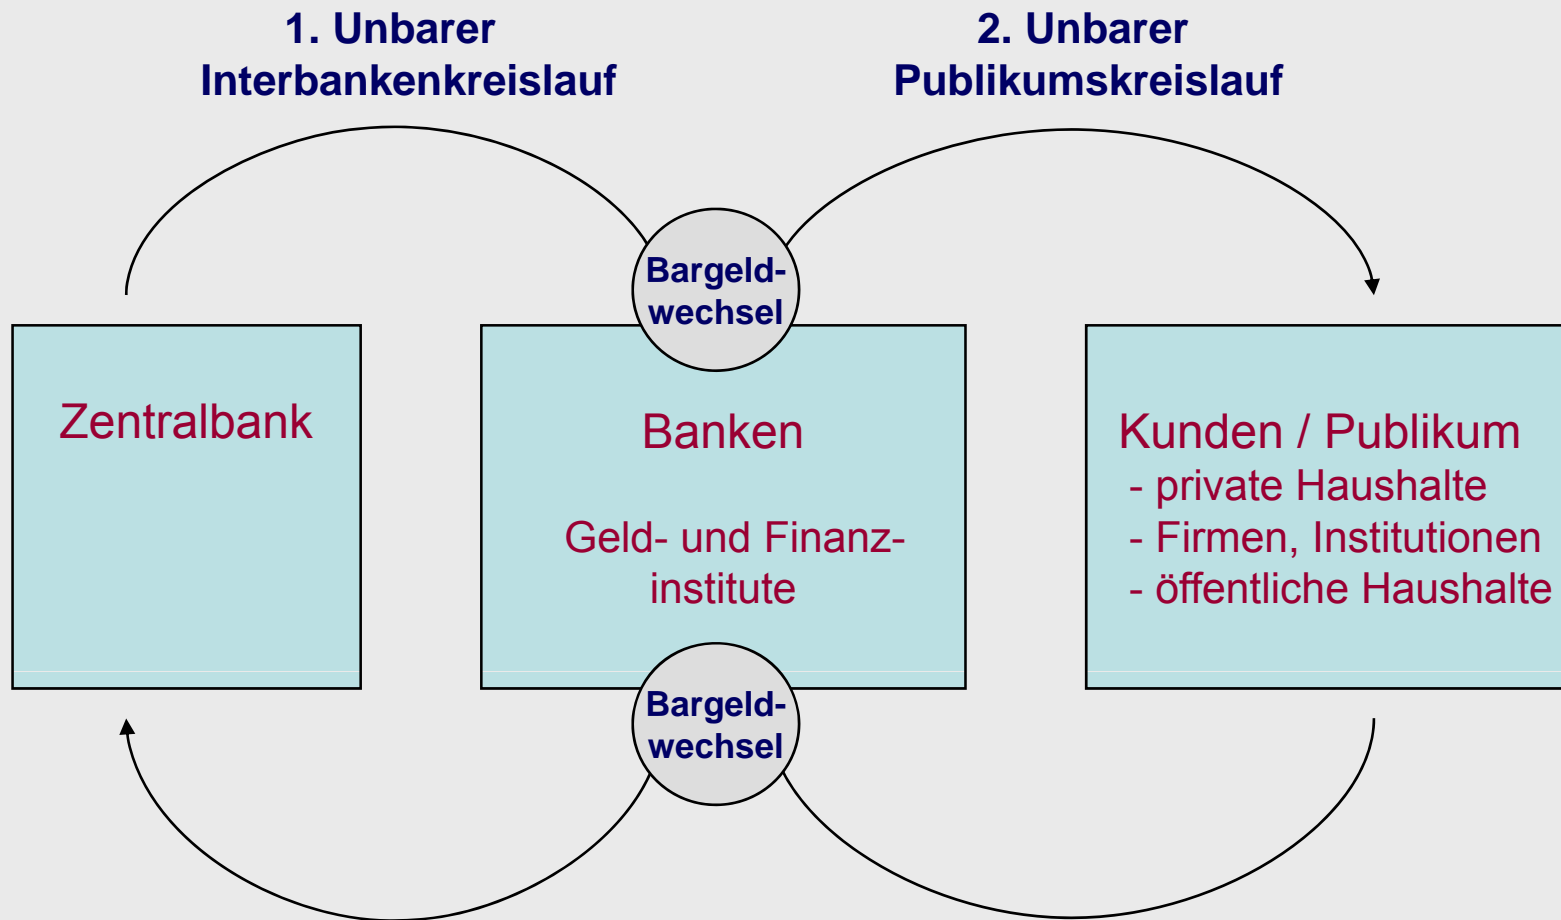 1. Unbarer
Interbankenkreislauf
2. Unbarer
Publikumskreislauf
Bargeld-
wechsel
Zentralbank
Banken
Geld- und Finanz-
institute
Kunden / Publikum
- private Haushalte
- Firmen, Institutionen
- öffentliche Haushalte
Bargeld-
wechsel